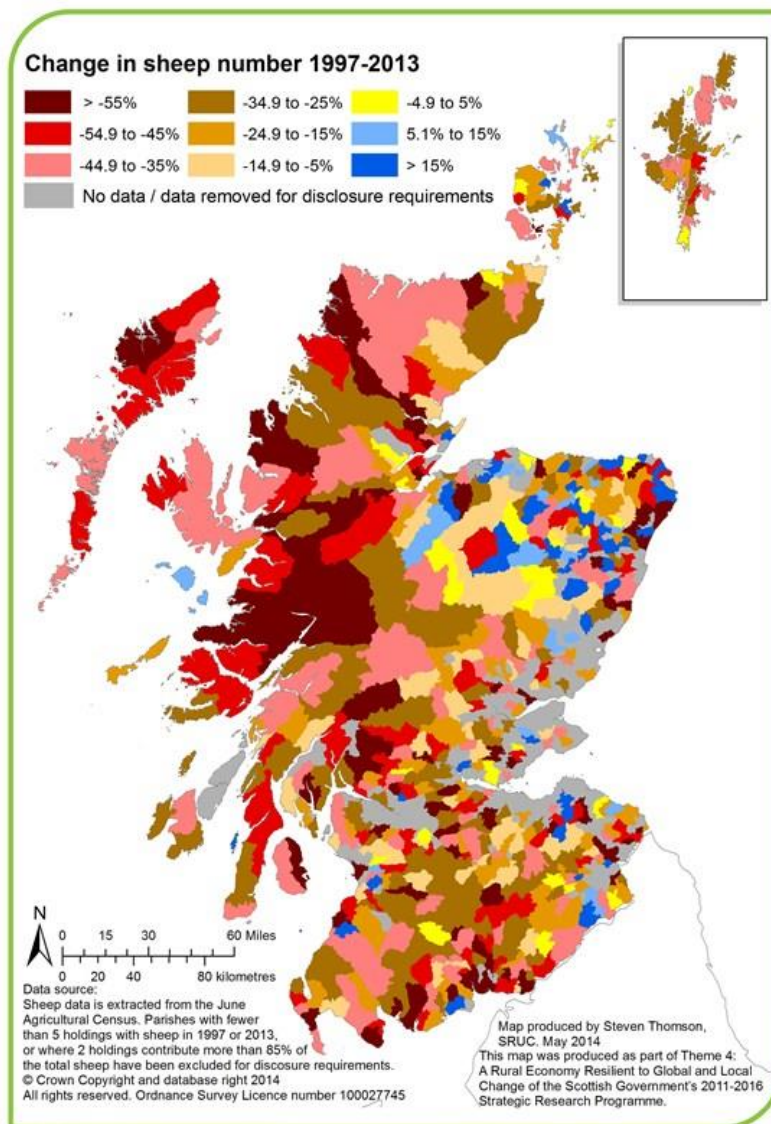 Change in sheep number 1997-2013
> -55%
-34.9 to -25%
-4.9 to 5%
-54.9 to -45%
-24.9 to -15%
5.1% to 15%
-44.9 to -35%
-14.9 to -5%
> 15%
No data / data removed for disclosure requirements
N
0 15 30 60 Miles
0 20 40 80 kilometres
Data source:
Sheep data is extracted from the June
Agricultural Census. Parishes with fewer
than 5 holdings with sheep in 1997 or 2013,
or where 2 holdings contribute more than 85% of
the total sheep have been excluded for discosure requirements.
© Crown Copyright and database right 2014
All rights reserved. Ordnance Survey Licence number 100027745
Map produced by Steven Thomson,
SRUC. May 2014
This map was produced as part of Theme 4:
A Rural Economy Resilient to Global and Local
Change of the Scottish Government's 2011-2016
Strategic Research Programme.